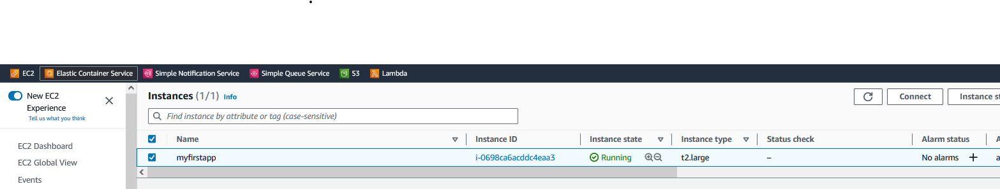 EC2 Elastic Container Service Simple Notification Service Simple Queue Service S3 Lambda
New EC2
Experience
Tell us what you think
EC2 Dashboard
EC2 Global View
Events
Instances (1/1) Info
Connect
Instance st
Find instance by attribute or tag (case-sensitive)
Name Instance ID Instance state Instance type Status check Alarm status A
myfirstapp i-0698ca6acddc4eaa3 Running t2.large – No alarms + a